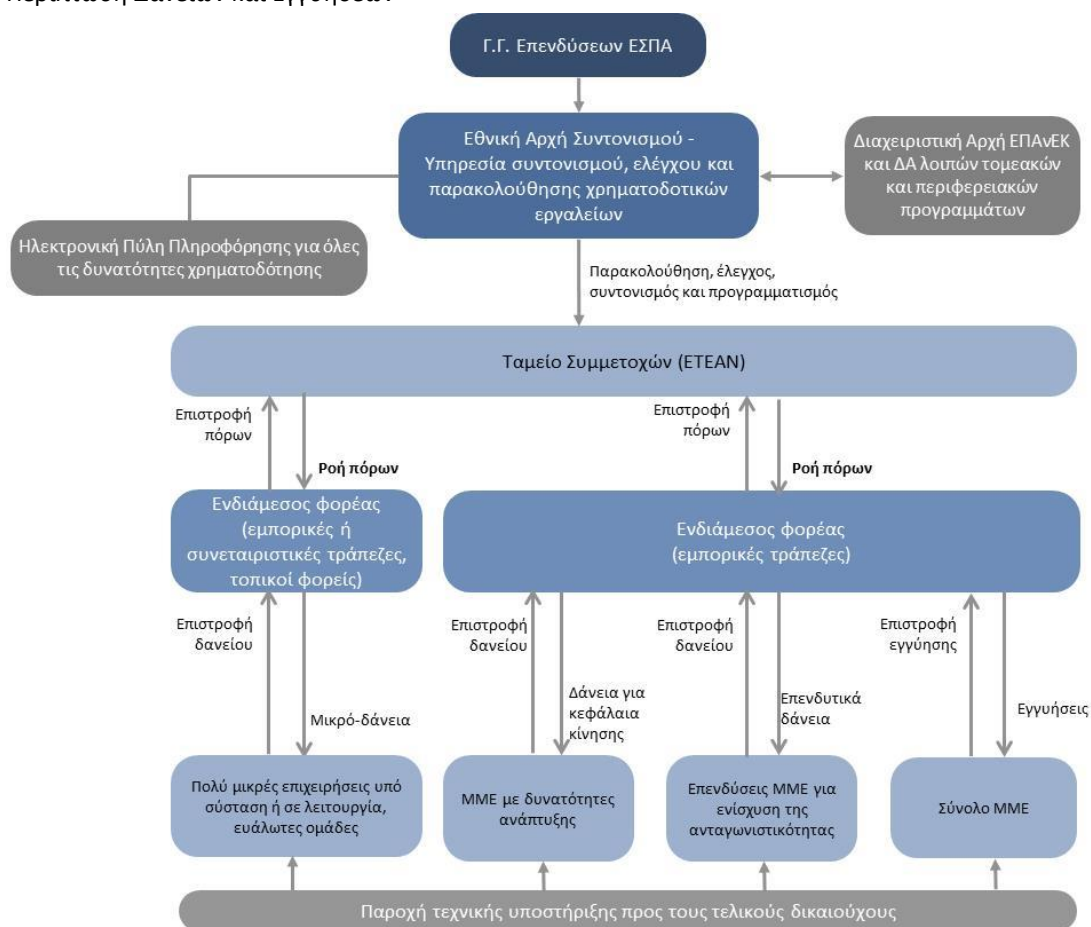 Γ.Γ. Επενδύσεων ΕΣΠΑ
Εθνική Αρχή Συντονισμού -
Υπηρεσία συντονισμού, ελέγχου και
παρακολούθησης χρηματοδοτικών
εργαλείων
Διαχειριστική Αρχή ΕΠΑνΕΚ
και ΔΑ λοιπών τομεακών
και περιφερειακών
προγραμμάτων
Ηλεκτρονική Πύλη Πληροφόρησης για όλες
τις δυνατότητες χρηματοδότησης
Παρακολούθηση, έλεγχος,
συντονισμός και προγραμματισμός
Ταμείο Συμμετοχών (ΕΤΕΑΝ)
Επιστροφή
πόρων
Ροή πόρων
Επιστροφή
πόρων
Ροή πόρων
Ενδιάμεσος φορέας
(εμπορικές ή
συνεταιριστικές τράπεζες,
τοπικοί φορείς)
Ενδιάμεσος φορέας
(εμπορικές τράπεζες)
Επιστροφή
δανείου
Μικρό-δάνεια
Επιστροφή
δανείου
Δάνεια για
κεφάλαια
κίνησης
Επιστροφή
δανείου
Επενδυτικά
δάνεια
Επιστροφή
εγγύησης
Εγγυήσεις
Πολύ μικρές επιχειρήσεις υπό
σύσταση ή σε λειτουργία,
ευάλωτες ομάδες
ΜΜΕ με δυνατότητες
ανάπτυξης
Επενδύσεις ΜΜΕ για
ενίσχυση της
ανταγωνιστικότητας
Σύνολο ΜΜΕ
Παροχή τεχνικής υποστήριξης προς τους τελικούς δικαιούχους